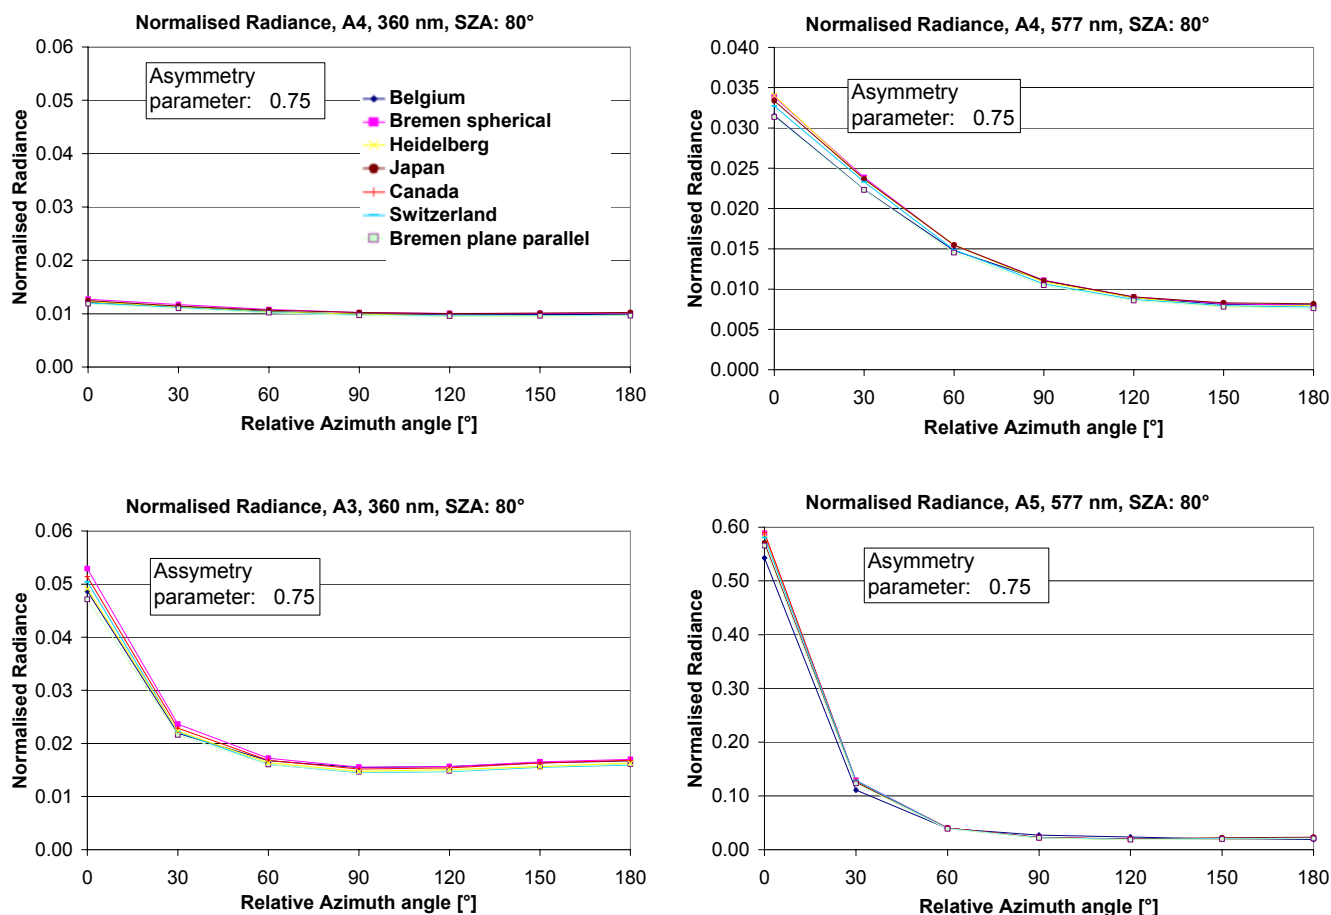 Normalised Radiance, A4, 360 nm, SZA: 80°
0.06
0.05
0.04
0.03
0.02
0.01
0.00
Normalised Radiance
Asymmetry
parameter: 0.75
Belgium
Bremen spherical
Heidelberg
Japan
Canada
Switzerland
Bremen plane parallel
0 30 60 90 120 150 180
Relative Azimuth angle [°]
Normalised Radiance, A4, 577 nm, SZA: 80°
0.040
0.035
0.030
0.025
0.020
0.015
0.010
0.005
0.000
Normalised Radiance
Asymmetry
parameter: 0.75
0 30 60 90 120 150 180
Relative Azimuth angle [°]
Normalised Radiance, A3, 360 nm, SZA: 80°
0.06
0.05
0.04
0.03
0.02
0.01
0.00
Normalised Radiance
Assymetry
parameter: 0.75
0 30 60 90 120 150 180
Relative Azimuth angle [°]
Normalised Radiance, A5, 577 nm, SZA: 80°
0.60
0.50
0.40
0.30
0.20
0.10
0.00
Normalised Radiance
Asymmetry
parameter: 0.75
0 30 60 90 120 150 180
Relative Azimuth angle [°]